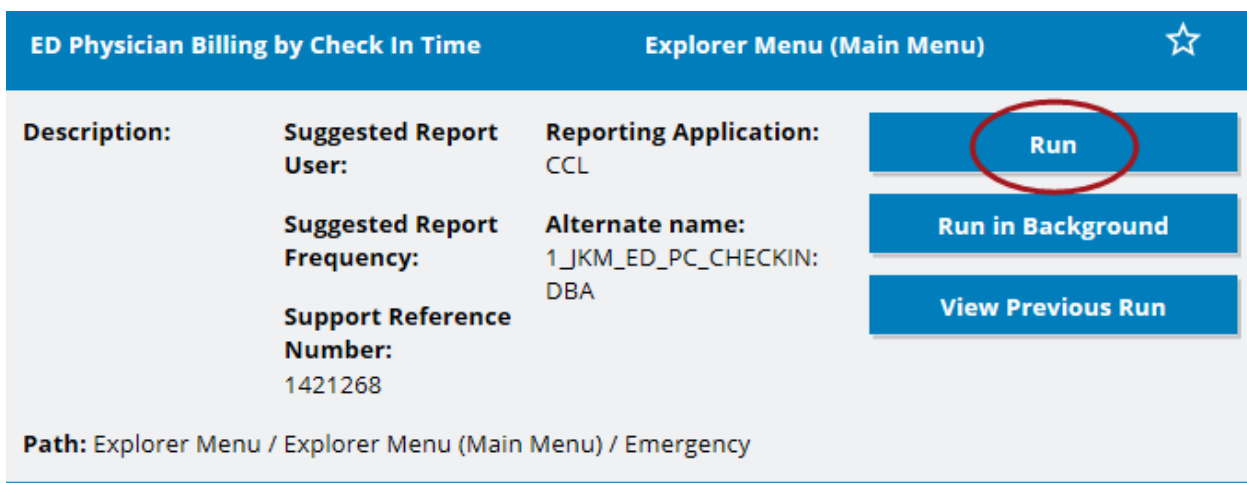 ED Physician Billing by Check In Time
Explorer Menu (Main Menu)
Description:
Suggested Report
User:
Suggested Report
Frequency:
Support Reference
Number:
1421268
Reporting Application:
CCL
Alternate name:
1_JKM_ED_PC_CHECKIN:
DBA
Run
Run in Background
View Previous Run
Path: Explorer Menu / Explorer Menu (Main Menu) / Emergency